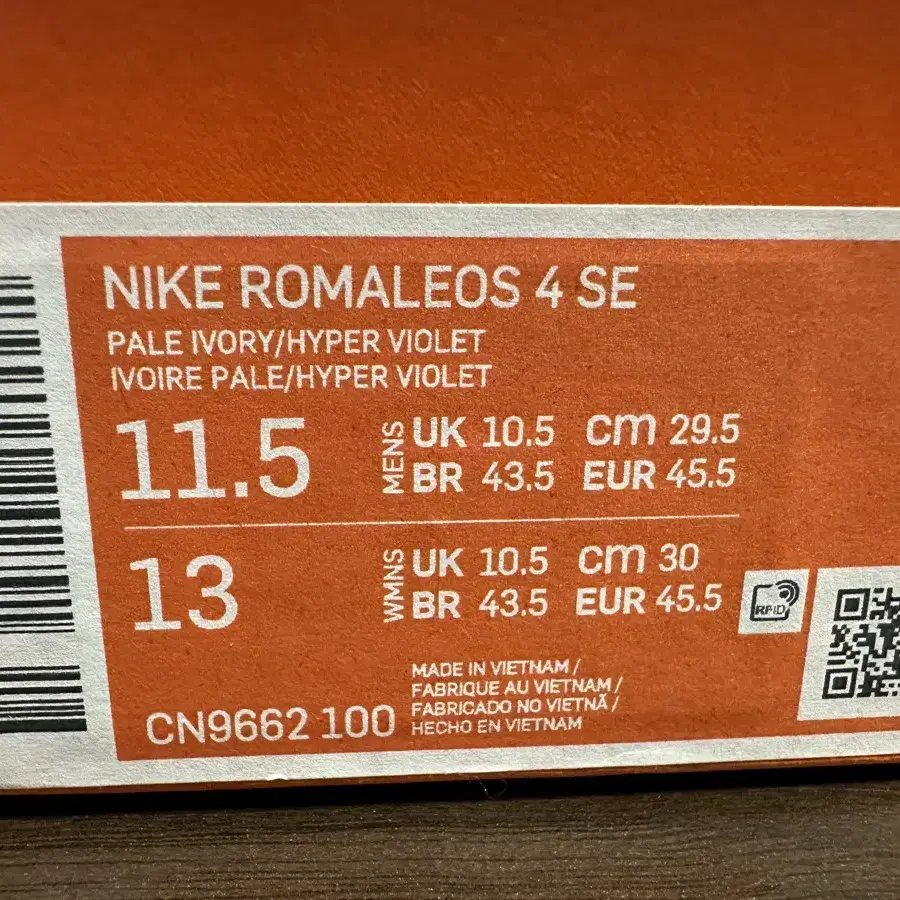 NIKE ROMALEOS 4 SE
PALE IVORY/HYPER VIOLET
IVOIRE PALE/HYPER VIOLET
11.5 MENS UK 10.5 CM 29.5
BR 43.5 EUR 45.5
13 WMNS UK 10.5 CM 30
BR 43.5 EUR 45.5
RFID
CN9662 100
MADE IN VIETNAM /
FABRIQUE AU VIETNAM /
FABRICADO NO VIETNÃ /
HECHO EN VIETNAM